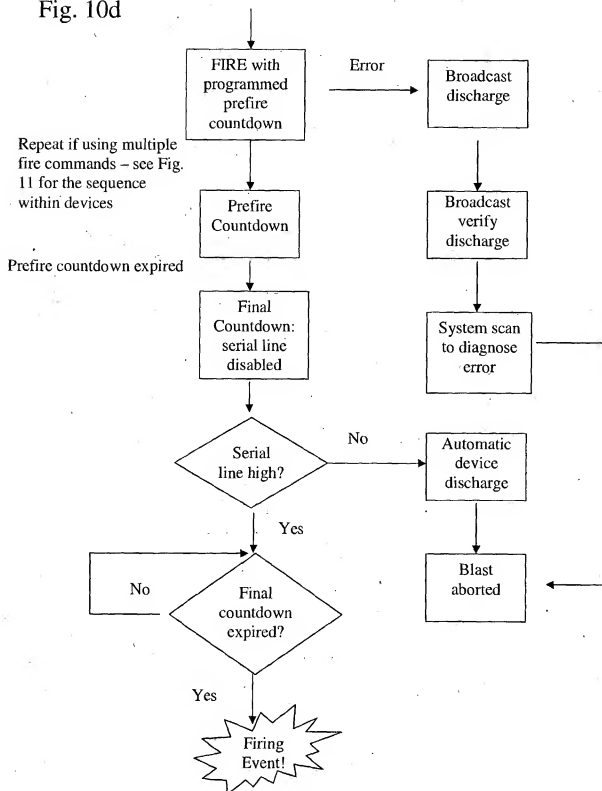 Fig. 10d
FIRE with
programmed
prefire
countdown
Error
Broadcast
discharge
Repeat if using multiple
fire commands – see Fig.
11 for the sequence
within devices
Prefire
Countdown
Broadcast
verify
discharge
Prefire countdown expired
Final
Countdown:
serial line
disabled
System scan
to diagnose
error
Serial
line high?
No
Automatic
device
discharge
Yes
No
Final
countdown
expired?
Blast
aborted
Yes
Firing
Event!